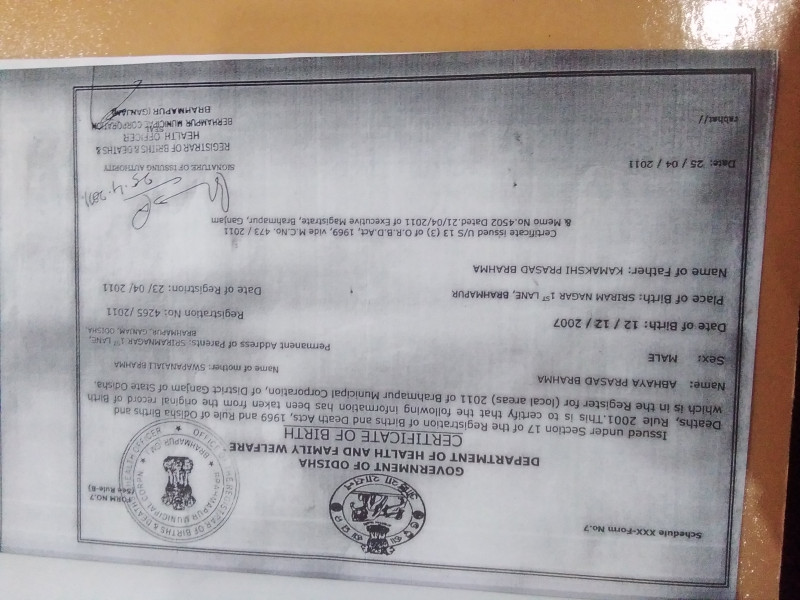 Schedule XXX-Form No.7
FORM NO.7
(See Rule-8)
GOVERNMENT OF ODISHA
DEPARTMENT OF HEALTH AND FAMILY WELFARE
CERTIFICATE OF BIRTH
Issued under Section 17 of the Registration of Births and Death Acts, 1969 and Rule of Odisha Births and
Deaths, Rule 2001.This is to certify that the following information has been taken from the original record of Birth
which is in the Register for (local areas) 2011 of Brahmapur Municipal Corporation, of District Ganjam of State Odisha.
Name: ABHAYA PRASAD BRAHMA
Name of mother: SWAPANJALI BRAHMA
Sex: MALE
Permanent Address of Parents. SRIRAMNAGAR 1ST LANE,
BRAHMAPUR, GANJAM, ODISHA
Date of Birth: 12 / 12 / 2007
Registration No: 4265 /2011
Place of Birth: SRIRAM NAGAR 1ST LANE, BRAHMAPUR
Date of Registrion: 23 / 04 / 2011
Name of Father: KAMAKSHI PRASAD BRAHMA
Certificate issued U/S 13 (3) of O.R.B.D.Act, 1969, vide M.C.No. 473 / 2011
& Memo No.4502 Dated.21/04/2011 of Executive Magistrate, Brahmapur, Ganjam
25.4.2011
Date: 25 / 04 / 2011
SIGNATURE OF ISSUING AUTHORITY
REGISTRAR OF BIRTHS & DEATHS &
HEALTH OFFICER
SEAL
BERHAMPUR MUNICIPAL CORPORATION
BRAHMAPUR (GANJAM)
rabhat//